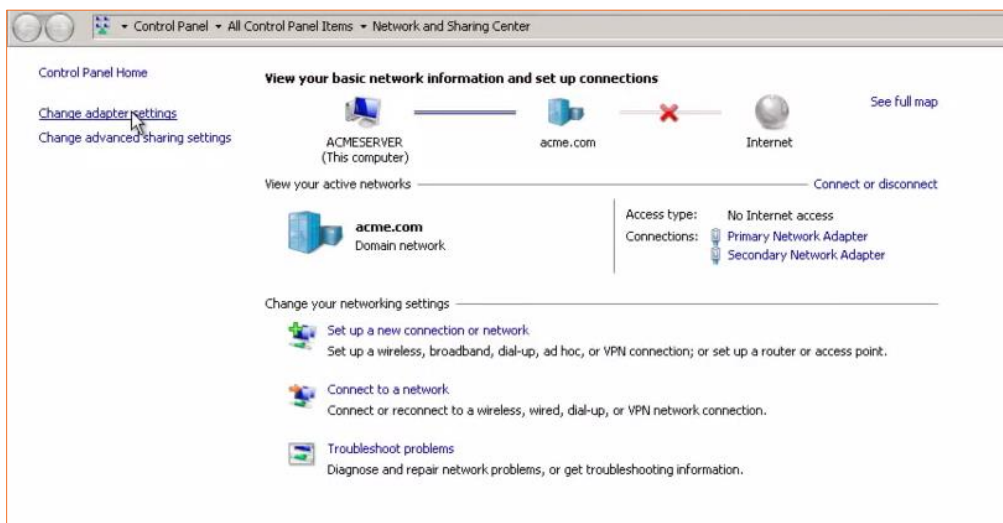 Control Panel All Control Panel Items Network and Sharing Center
Control Panel Home
Change adapter settings
Change advanced sharing settings
View your basic network information and set up connections
See full map
ACMESERVER
(This computer)
acme.com
Internet
View your active networks
Connect or disconnect
acme.com
Domain network
Access type: No Internet access
Connections: Primary Network Adapter
Secondary Network Adapter
Change your networking settings
Set up a new connection or network
Set up a wireless, broadband, dial-up, ad hoc, or VPN connection; or set up a router or access point.
Connect to a network
Connect or reconnect to a wireless, wired, dial-up, or VPN network connection.
Troubleshoot problems
Diagnose and repair network problems, or get troubleshooting information.